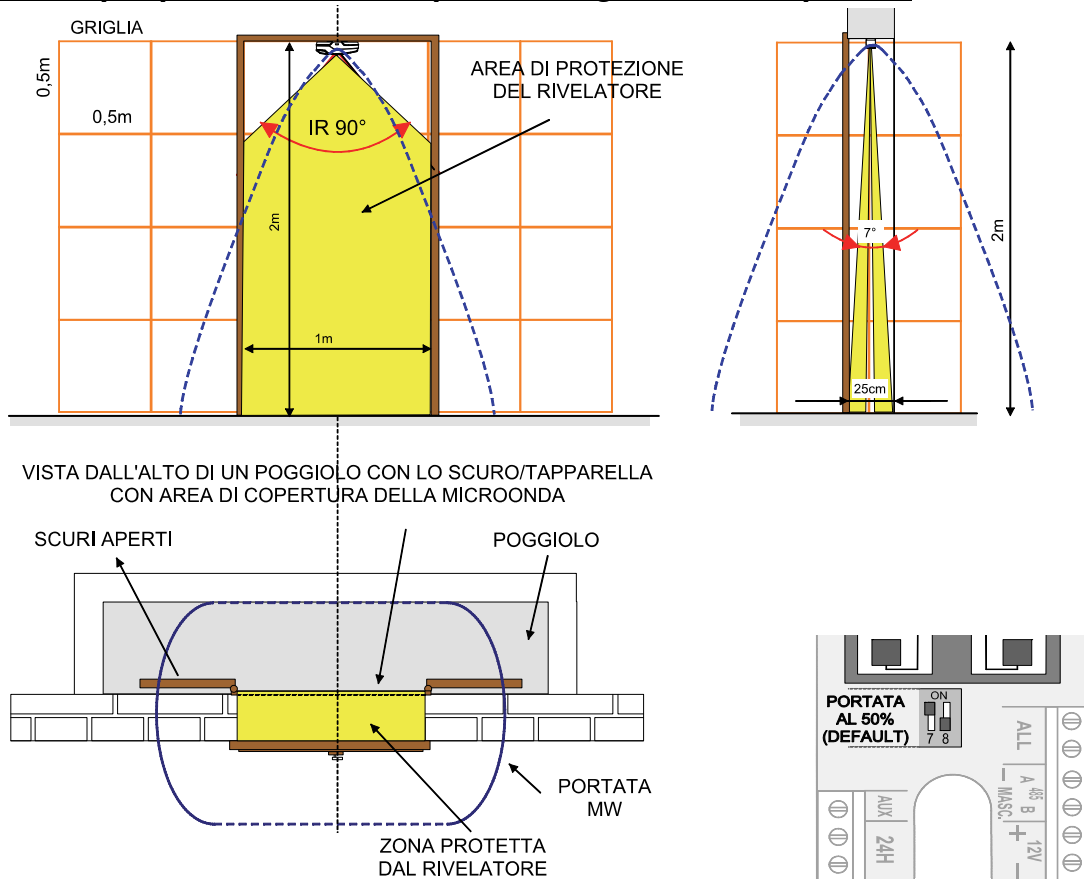 GRIGLIA
0,5m
0,5m
AREA DI PROTEZIONE
DEL RIVELATORE
IR 90°
2m
1m
7°
2m
25cm
VISTA DALL'ALTO DI UN POGGIOLO CON LO SCURO/TAPPARELLA
CON AREA DI COPERTURA DELLA MICROONDA
SCURI APERTI
POGGIOLO
PORTATA
MW
ZONA PROTETTA
DAL RIVELATORE
PORTATA
AL 50%
(DEFAULT)
ON
7 8
ALL
A 485 B
— MASC.
+ 12V —
AUX
24H